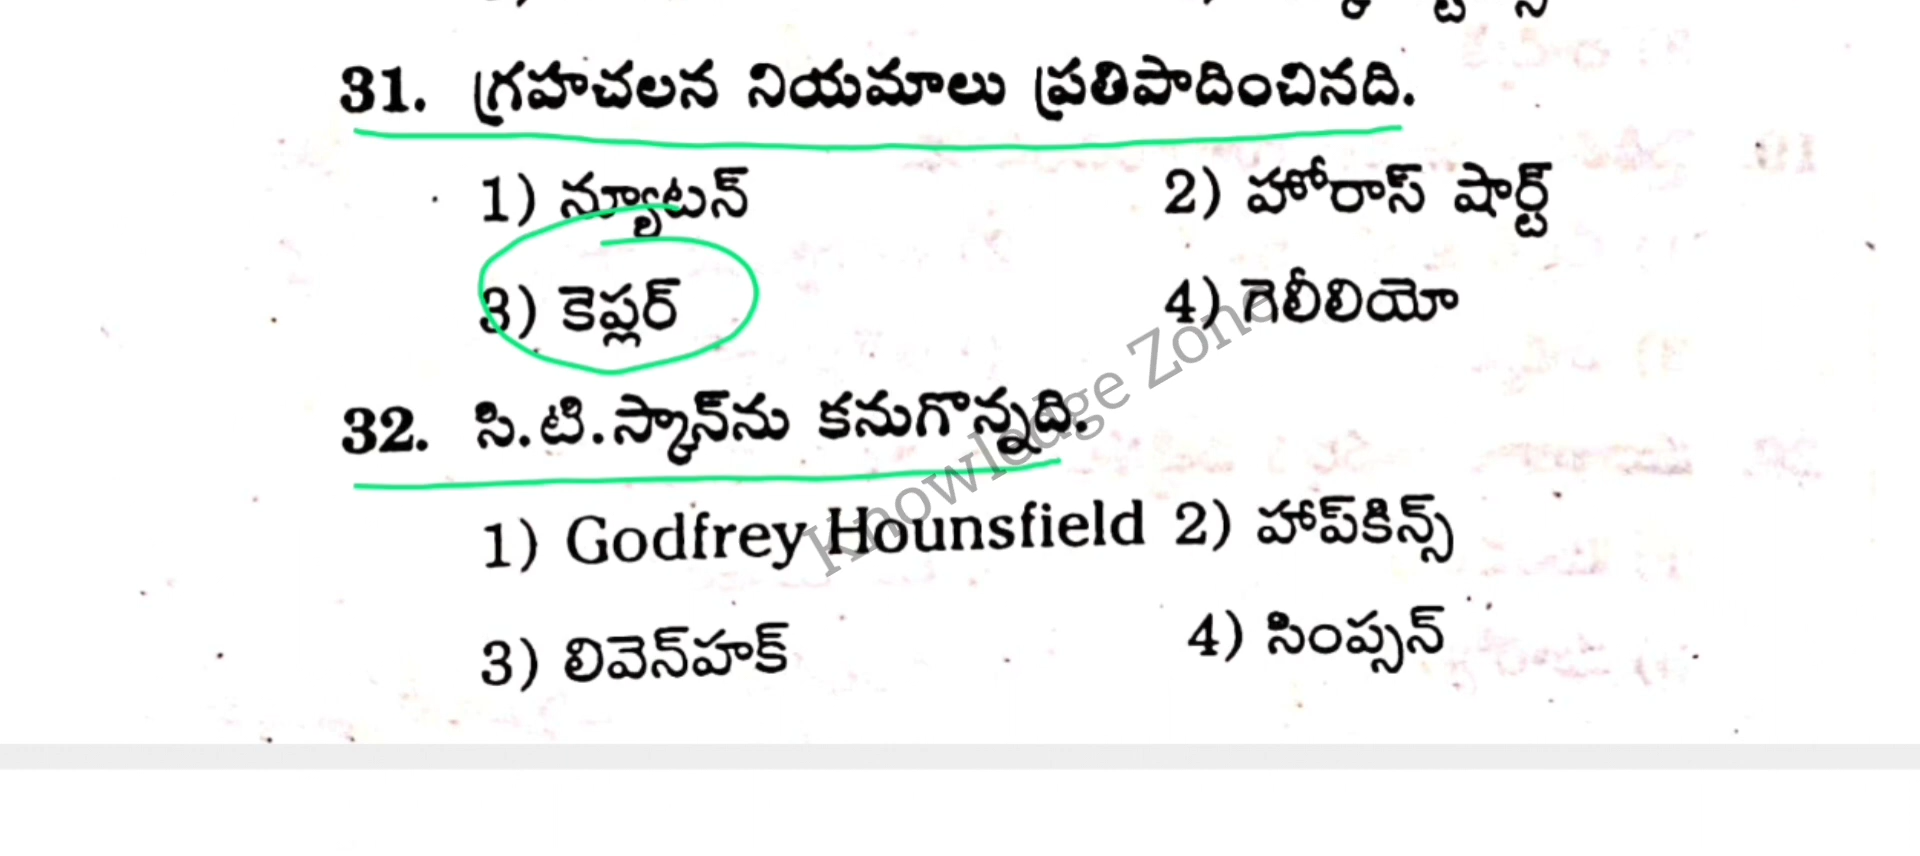 31. గ్రహచలన నియమాలు ప్రతిపాదించినది.
1) న్యూటన్ 2) హోరాస్ షార్ట్
3) కెప్లర్ 4) గెలీలియో
32. సి.టి.స్కాన్‌ను కనుగొన్నది.
1) Godfrey Hounsfield 2) హాప్‌కిన్స్
3) లివెన్‌హక్ 4) సింప్సన్
Knowledge Zone